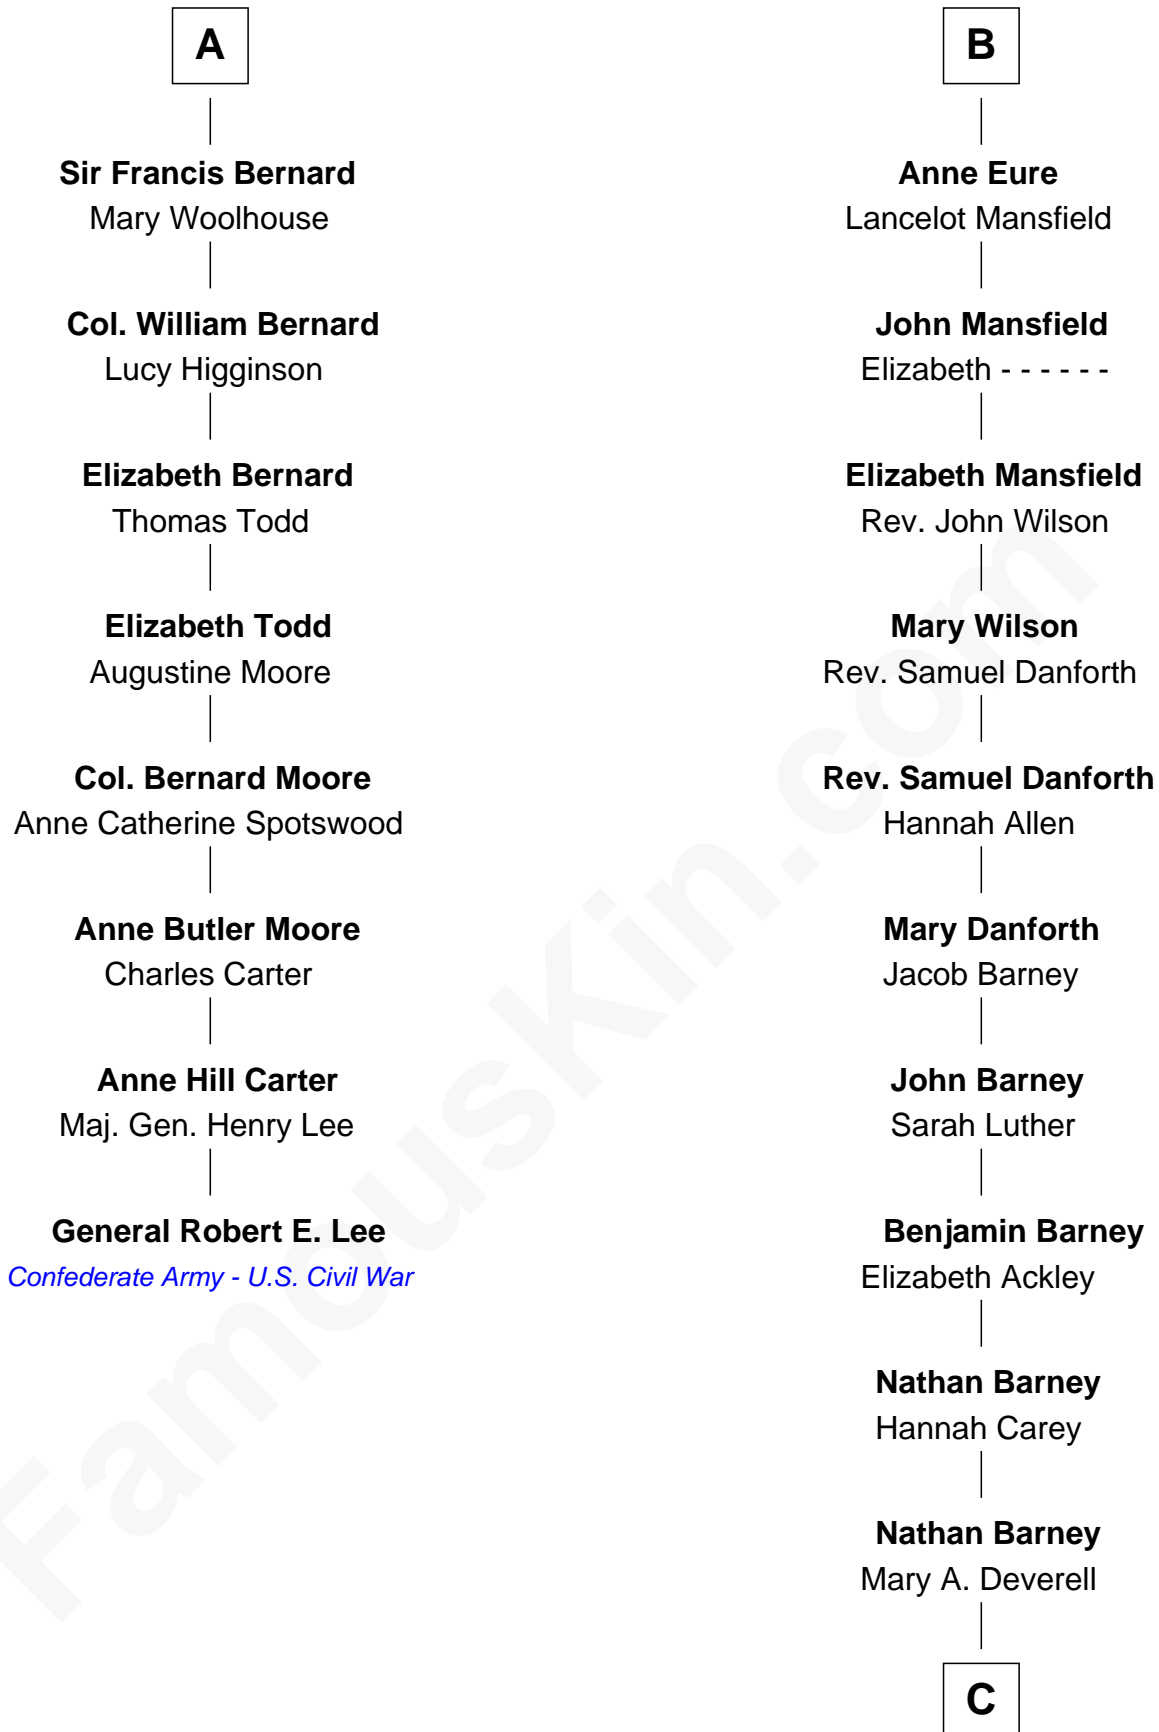 A
Sir Francis Bernard
Mary Woolhouse
Col. William Bernard
Lucy Higginson
Elizabeth Bernard
Thomas Todd
Elizabeth Todd
Augustine Moore
Col. Bernard Moore
Anne Catherine Spotswood
Anne Butler Moore
Charles Carter
Anne Hill Carter
Maj. Gen. Henry Lee
General Robert E. Lee
Confederate Army - U.S. Civil War
B
Anne Eure
Lancelot Mansfield
John Mansfield
Elizabeth - - - - - -
Elizabeth Mansfield
Rev. John Wilson
Mary Wilson
Rev. Samuel Danforth
Rev. Samuel Danforth
Hannah Allen
Mary Danforth
Jacob Barney
John Barney
Sarah Luther
Benjamin Barney
Elizabeth Ackley
Nathan Barney
Hannah Carey
Nathan Barney
Mary A. Deverell
C
FamousKin.com